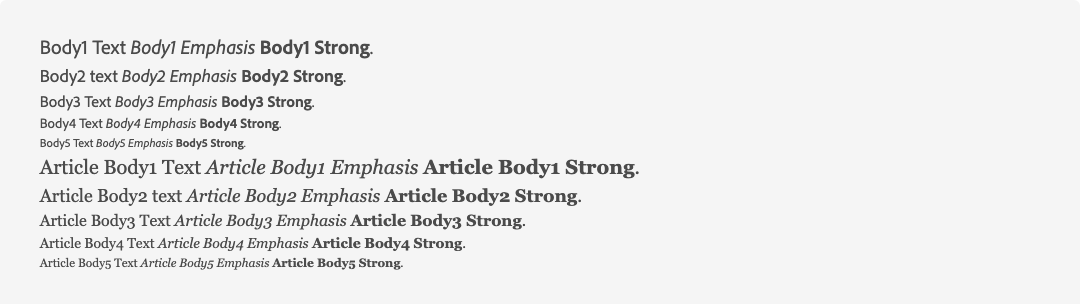 Body1 Text Body1 Emphasis Body1 Strong.
Body2 text Body2 Emphasis Body2 Strong.
Body3 Text Body3 Emphasis Body3 Strong.
Body4 Text Body4 Emphasis Body4 Strong.
Body5 Text Body5 Emphasis Body5 Strong.
Article Body1 Text Article Body1 Emphasis Article Body1 Strong.
Article Body2 text Article Body2 Emphasis Article Body2 Strong.
Article Body3 Text Article Body3 Emphasis Article Body3 Strong.
Article Body4 Text Article Body4 Emphasis Article Body4 Strong.
Article Body5 Text Article Body5 Emphasis Article Body5 Strong.